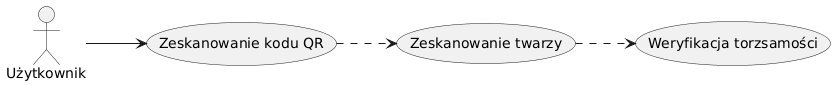 Użytkownik
Zeskanowanie kodu QR
Zeskanowanie twarzy
Weryfikacja torzsamości